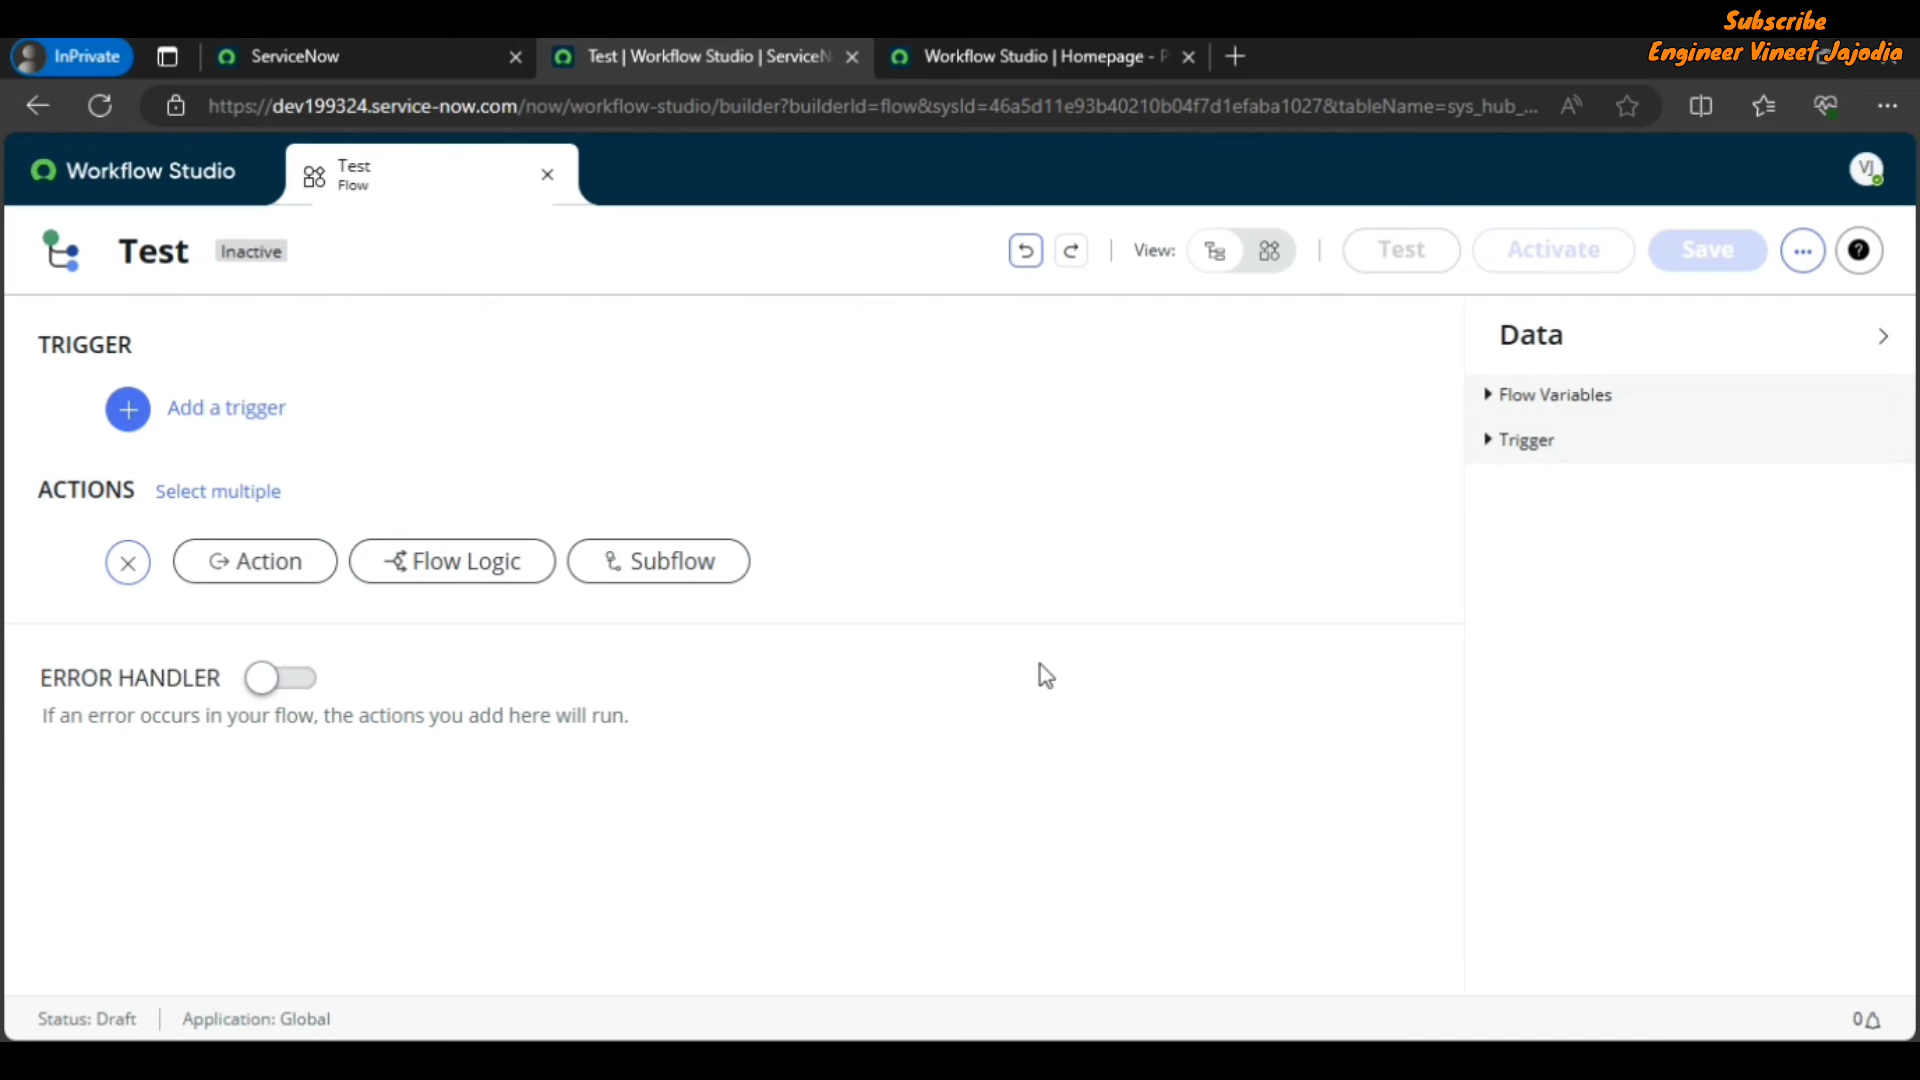 Subscribe
Engineer Vineet Jajodia
InPrivate
ServiceNow
Test | Workflow Studio | ServiceN
Workflow Studio | Homepage - P
https://dev199324.service-now.com/now/workflow-studio/builder?builderId=flow&sysId=46a5d11e93b40210b04f7d1efaba1027&tableName=sys_hub_...
Workflow Studio
Test
Flow
VJ
Test
Inactive
View:
Test
Activate
Save
TRIGGER
Add a trigger
ACTIONS
Select multiple
Action
Flow Logic
Subflow
ERROR HANDLER
If an error occurs in your flow, the actions you add here will run.
Data
Flow Variables
Trigger
Status: Draft
Application: Global
0